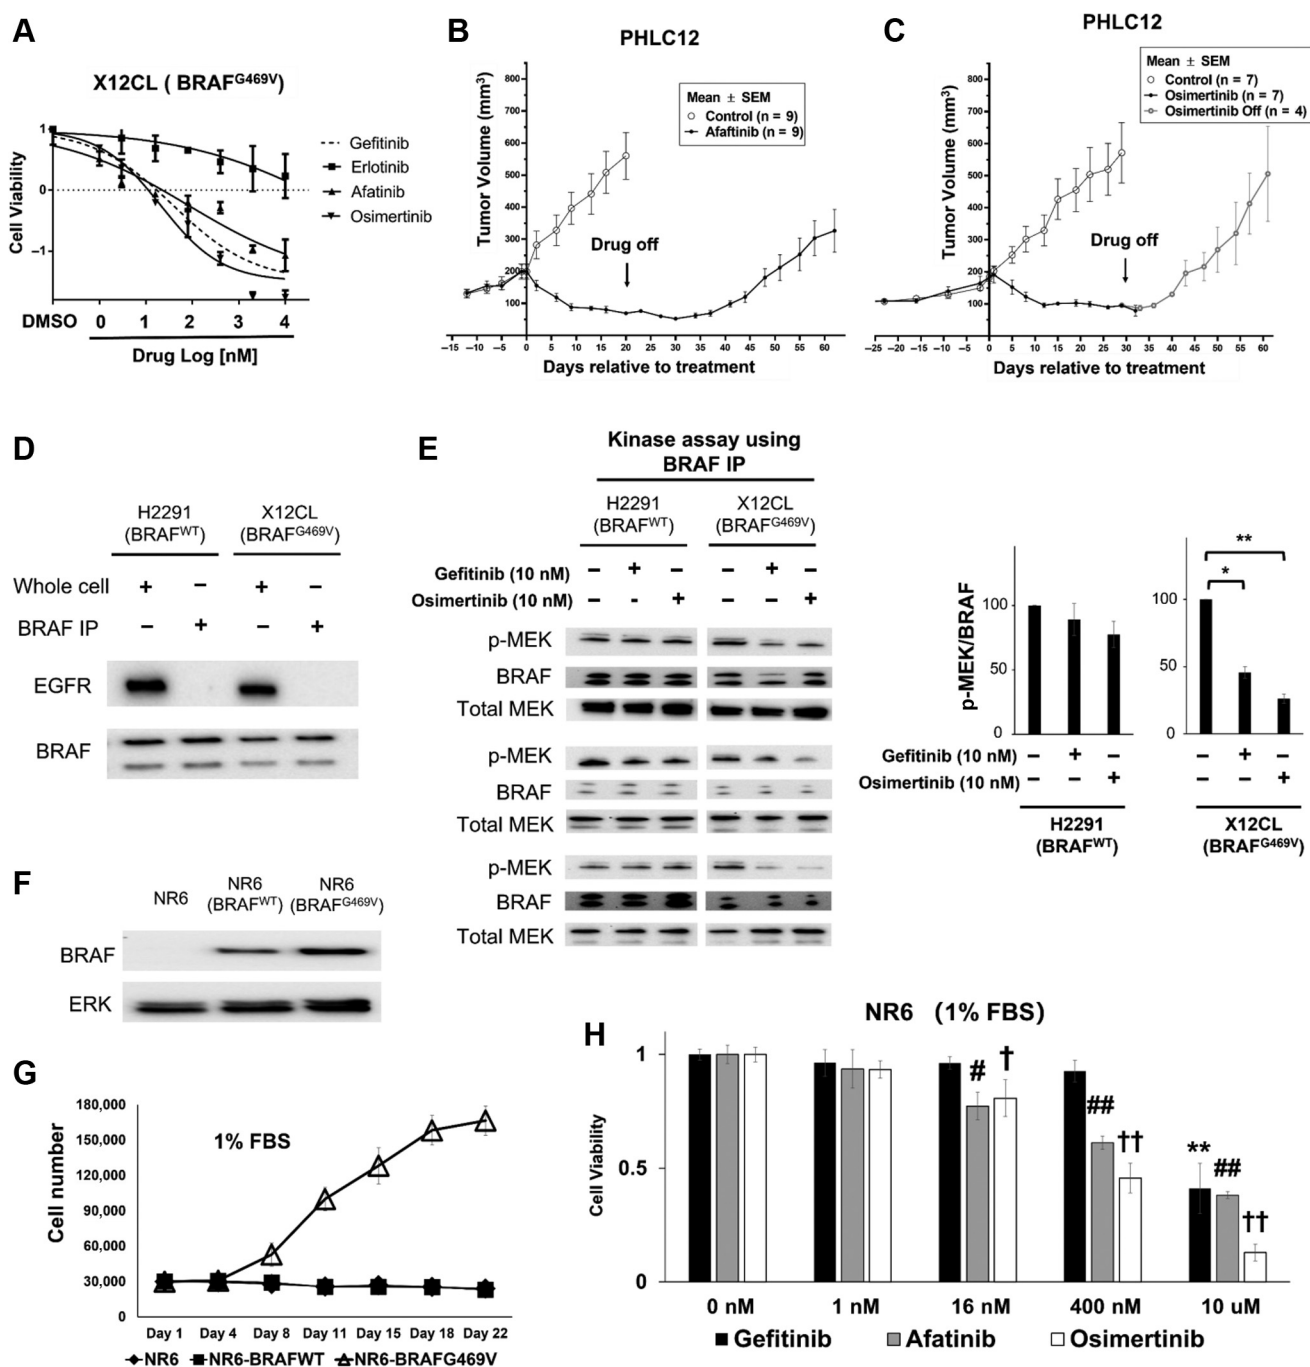 A
X12CL ( BRAF^G469V)
Cell Viability
1
0
−1
DMSO 0 1 2 3 4
Drug Log [nM]
Gefitinib
Erlotinib
Afatinib
Osimertinib
B
PHLC12
Tumor Volume (mm³)
800
700
600
500
400
300
200
100
Mean ± SEM
Control (n = 9)
Afaftinib (n = 9)
Drug off
−15 −10 −5 0 5 10 15 20 25 30 35 40 45 50 55 60
Days relative to treatment
C
PHLC12
Tumor Volume (mm³)
800
700
600
500
400
300
200
100
Mean ± SEM
Control (n = 7)
Osimertinib (n = 7)
Osimertinib Off (n = 4)
Drug off
−25 −20 −15 −10 −5 0 5 10 15 20 25 30 35 40 45 50 55 60
Days relative to treatment
D
H2291 X12CL
(BRAF^WT) (BRAF^G469V)
Whole cell + − + −
BRAF IP − + − +
EGFR
BRAF
E
Kinase assay using
BRAF IP
H2291 X12CL
(BRAF^WT) (BRAF^G469V)
Gefitinib (10 nM) − + − − + −
Osimertinib (10 nM) − - + − − +
p-MEK
BRAF
Total MEK
p-MEK
BRAF
Total MEK
p-MEK
BRAF
Total MEK
p-MEK/BRAF
100
50
0
100
50
0
* **
Gefitinib (10 nM) − + − − + −
Osimertinib (10 nM) − − + − − +
H2291 X12CL
(BRAF^WT) (BRAF^G469V)
F
NR6 NR6 NR6
(BRAF^WT) (BRAF^G469V)
BRAF
ERK
G
Cell number
180,000
150,000
120,000
90,000
60,000
30,000
0
1% FBS
Day 1 Day 4 Day 8 Day 11 Day 15 Day 18 Day 22
NR6 NR6-BRAFWT NR6-BRAFG469V
H
NR6 (1% FBS)
Cell Viability
1
0.5
0
# †
## ††
** ## ††
0 nM 1 nM 16 nM 400 nM 10 uM
Gefitinib Afatinib Osimertinib